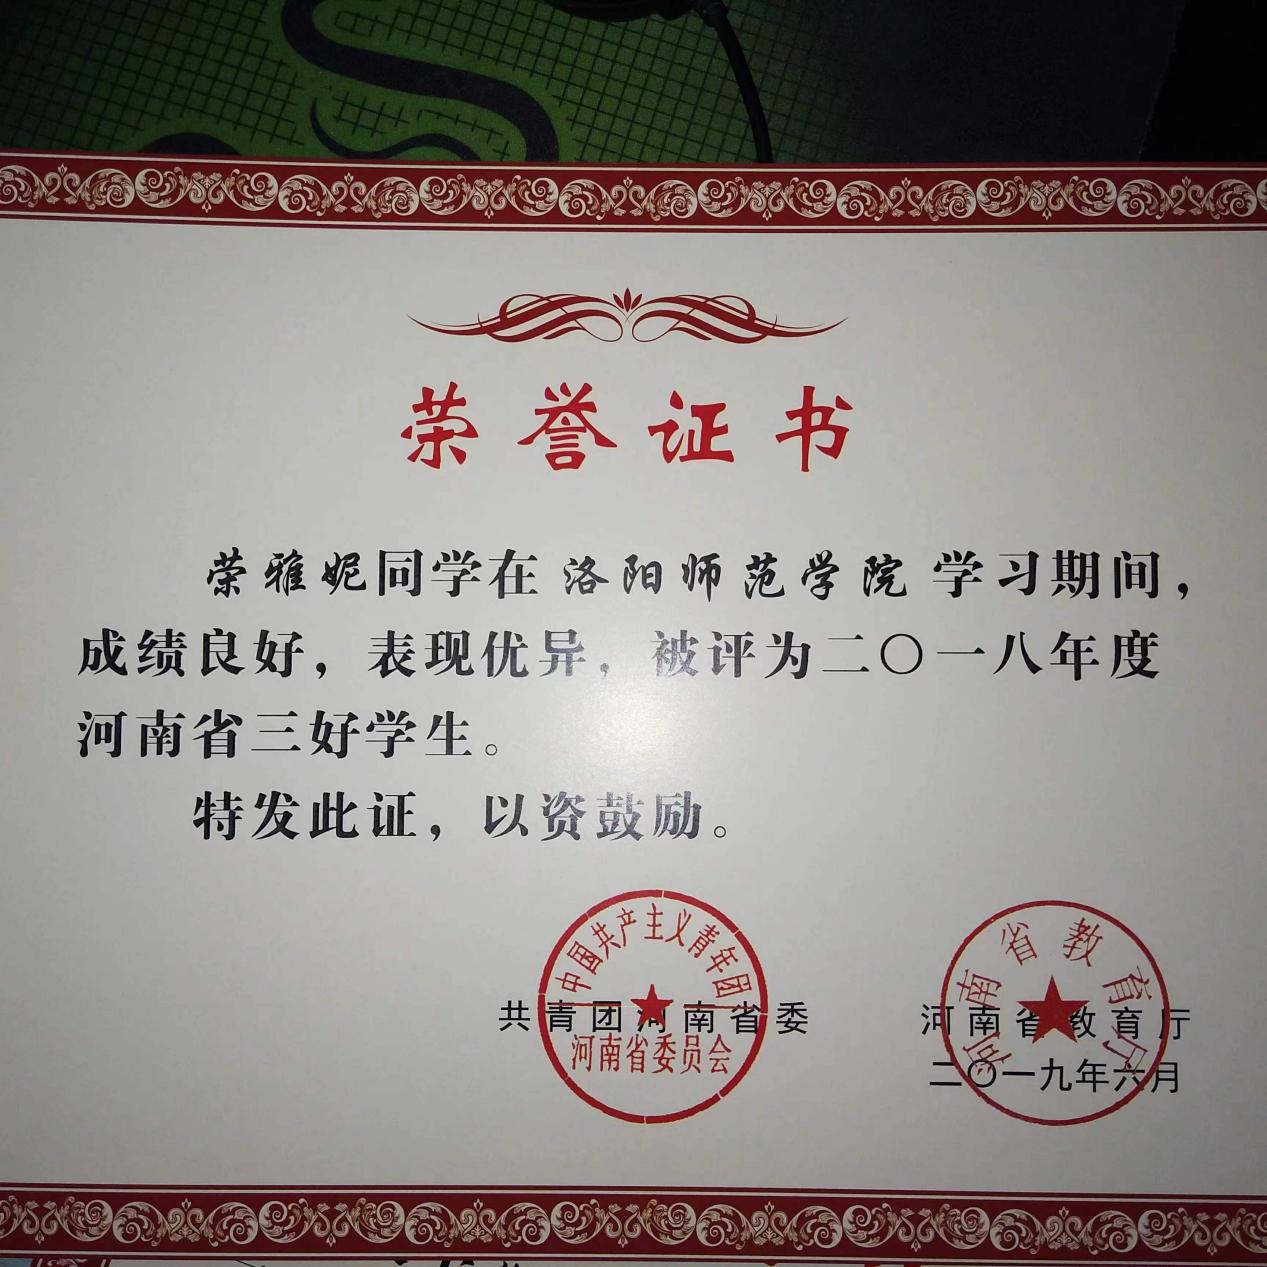 荣誉证书
荣雅妮同学在洛阳师范学院学习期间，
成绩良好，表现优异，被评为二〇一八年度
河南省三好学生。
特发此证，以资鼓励。
中国共产主义青年团
共青团河南省委
河南省委员会
河南省教育厅
河南省教育厅
二〇一九年六月